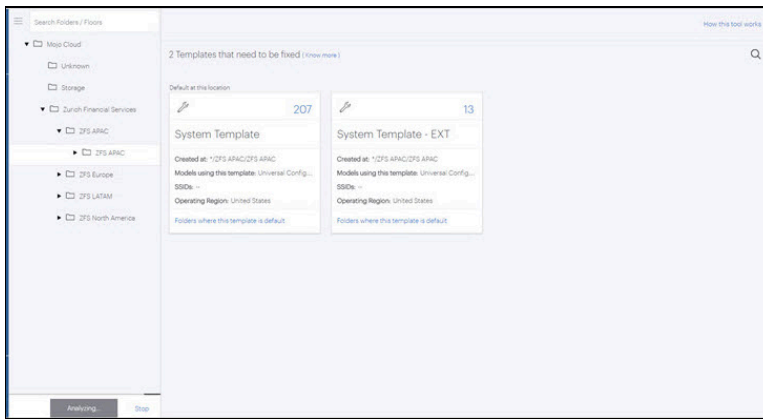 Search Folders / Floors
How this tool works
Mojo Cloud
Unknown
Storage
Zurich Financial Services
ZFS APAC
ZFS APAC
ZFS Europe
ZFS LATAM
ZFS North America
2 Templates that need to be fixed (Know more)
Default at this location
207
System Template
Created at: */ZFS APAC/ZFS APAC
Models using this template: Universal Config...
SSIDs: --
Operating Region: United States
Folders where this template is default
13
System Template - EXT
Created at: */ZFS APAC/ZFS APAC
Models using this template: Universal Config...
SSIDs: --
Operating Region: United States
Folders where this template is default
Analyzing...
Stop